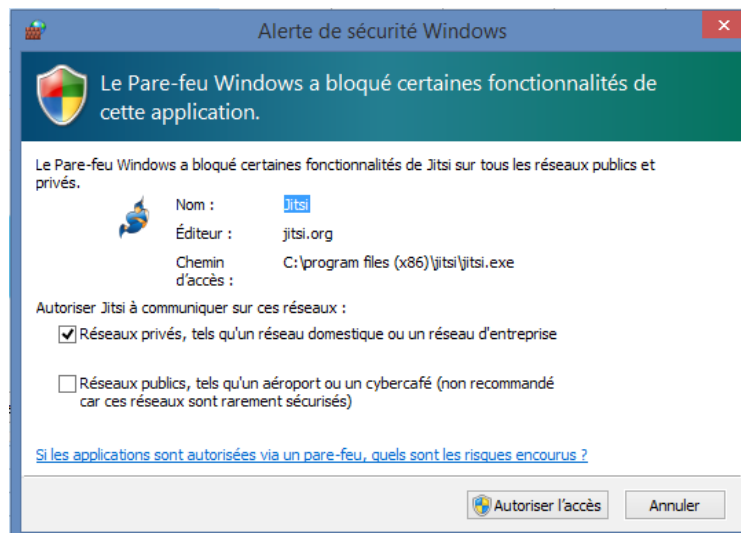 Alerte de sécurité Windows
Le Pare-feu Windows a bloqué certaines fonctionnalités de
cette application.
Le Pare-feu Windows a bloqué certaines fonctionnalités de Jitsi sur tous les réseaux publics et
privés.
Nom : Jitsi
Éditeur : jitsi.org
Chemin d'accès : C:\program files (x86)\jitsi\jitsi.exe
Autoriser Jitsi à communiquer sur ces réseaux :
Réseaux privés, tels qu'un réseau domestique ou un réseau d'entreprise
Réseaux publics, tels qu'un aéroport ou un cybercafé (non recommandé
car ces réseaux sont rarement sécurisés)
Si les applications sont autorisées via un pare-feu, quels sont les risques encourus ?
Autoriser l'accès Annuler